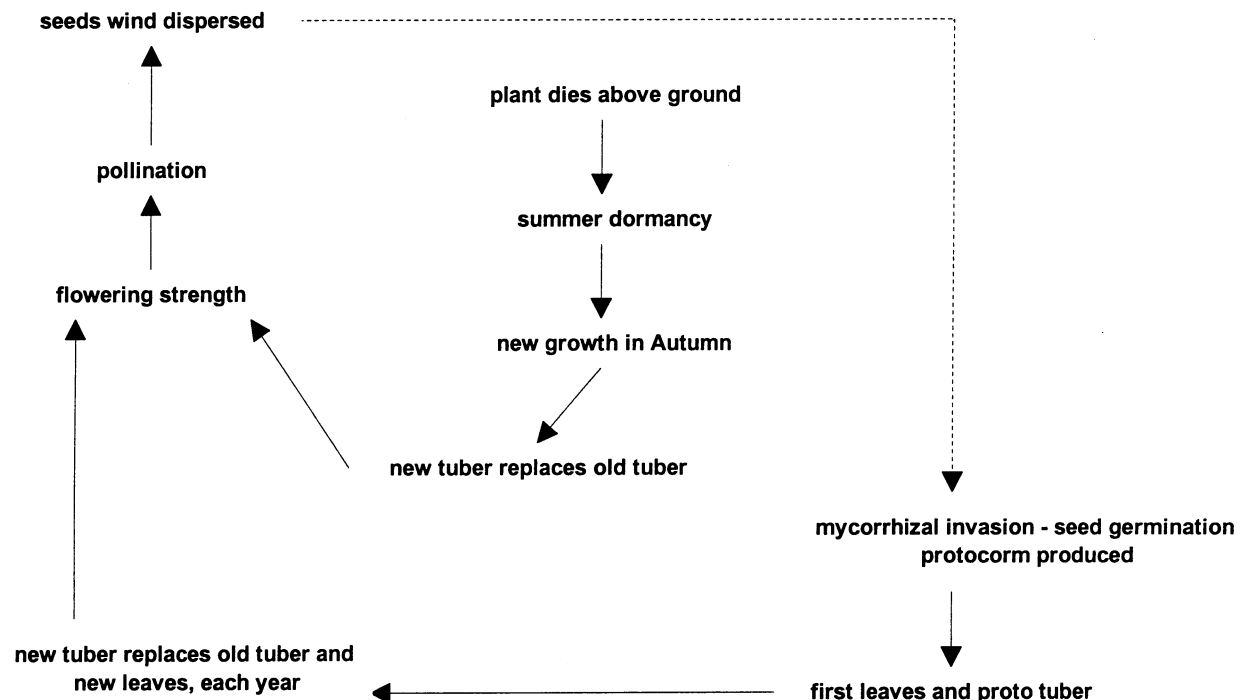 seeds wind dispersed
plant dies above ground
pollination
summer dormancy
flowering strength
new growth in Autumn
new tuber replaces old tuber
mycorrhizal invasion - seed germination
protocorm produced
new tuber replaces old tuber and
new leaves, each year
first leaves and proto tuber